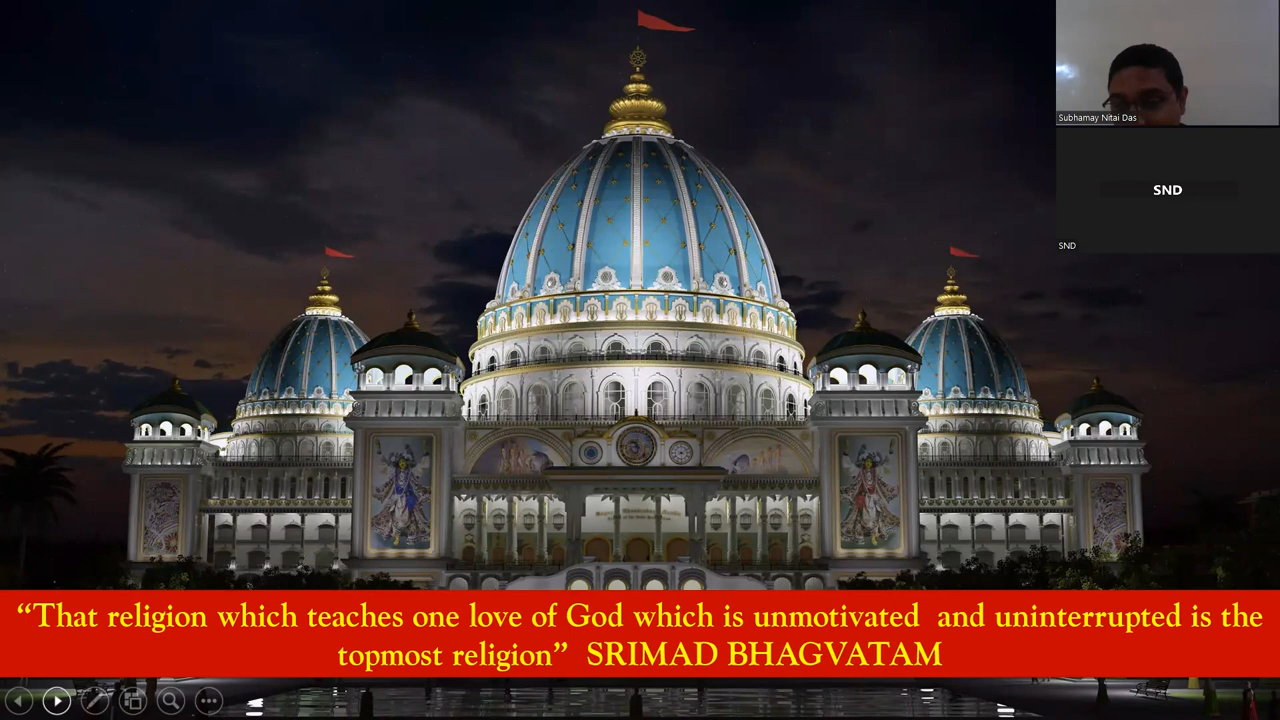 Subhamay Nitai Das
SND
SND
“That religion which teaches one love of God which is unmotivated  and uninterrupted is the
topmost religion”  SRIMAD BHAGVATAM